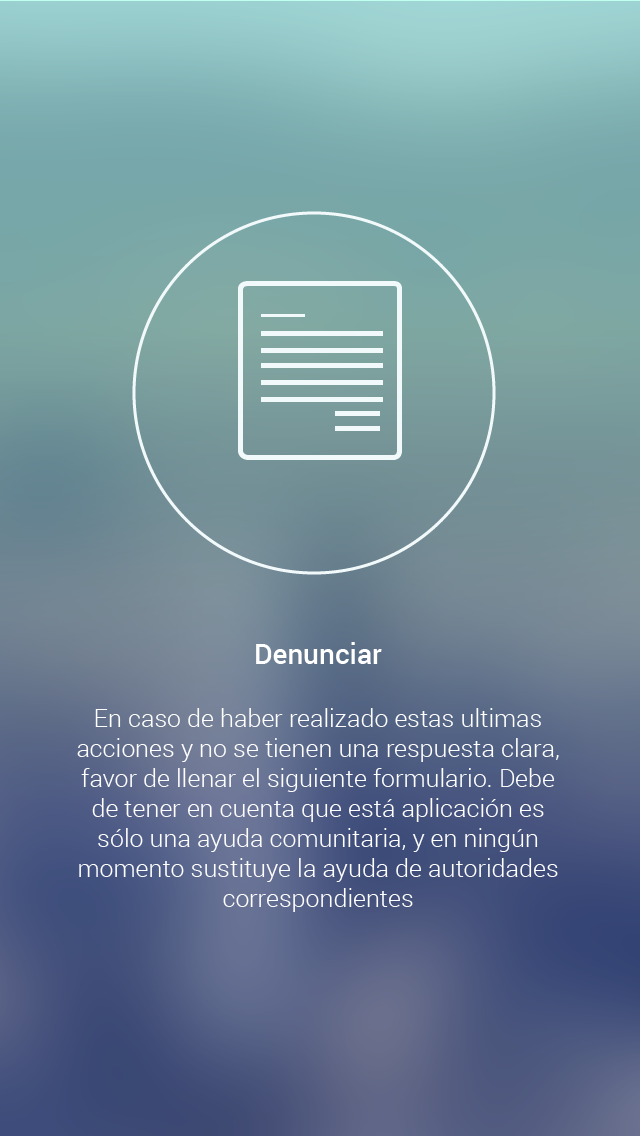 Denunciar
En caso de haber realizado estas ultimas
acciones y no se tienen una respuesta clara,
favor de llenar el siguiente formulario. Debe
de tener en cuenta que está aplicación es
sólo una ayuda comunitaria, y en ningún
momento sustituye la ayuda de autoridades
correspondientes